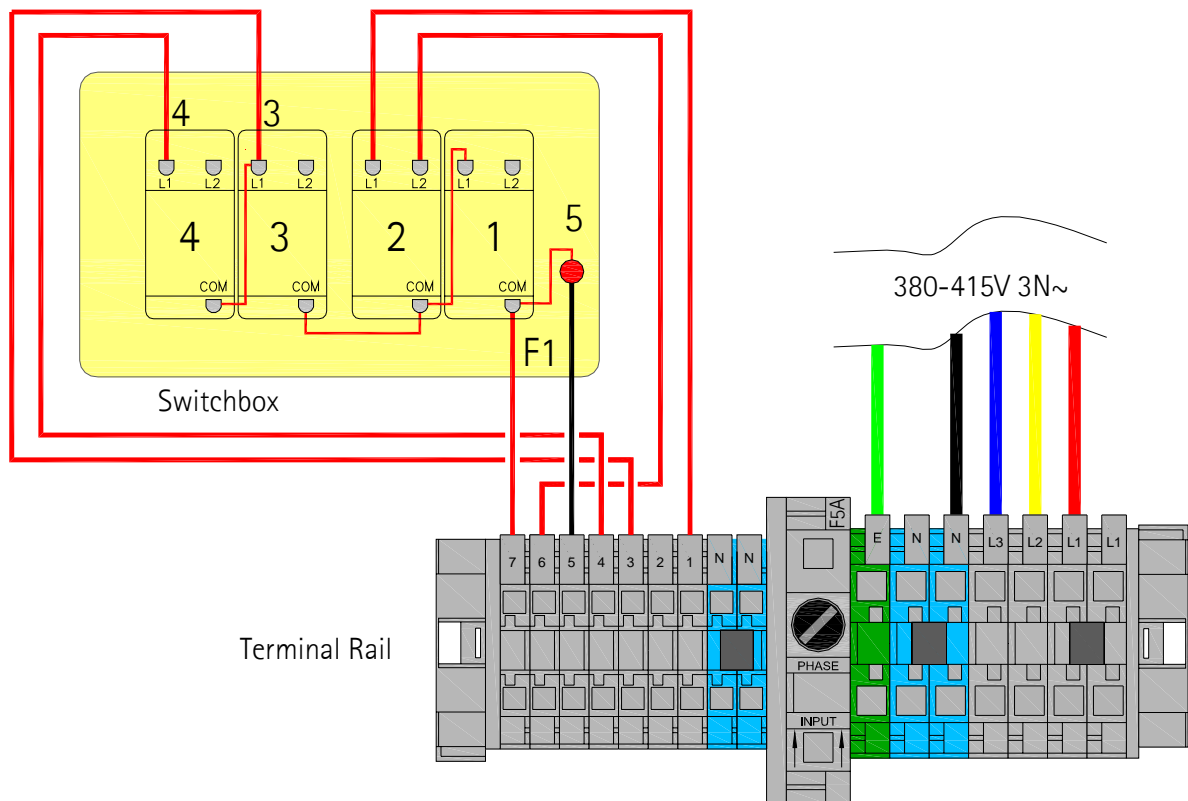 4 3
L1 L2 L1 L2 L1 L2 L1 L2
4 3 2 1 5
COM COM COM COM
F1
Switchbox
380-415V 3N~
F5A
7 6 5 4 3 2 1 N N E N N L3 L2 L1 L1
Terminal Rail
PHASE
INPUT